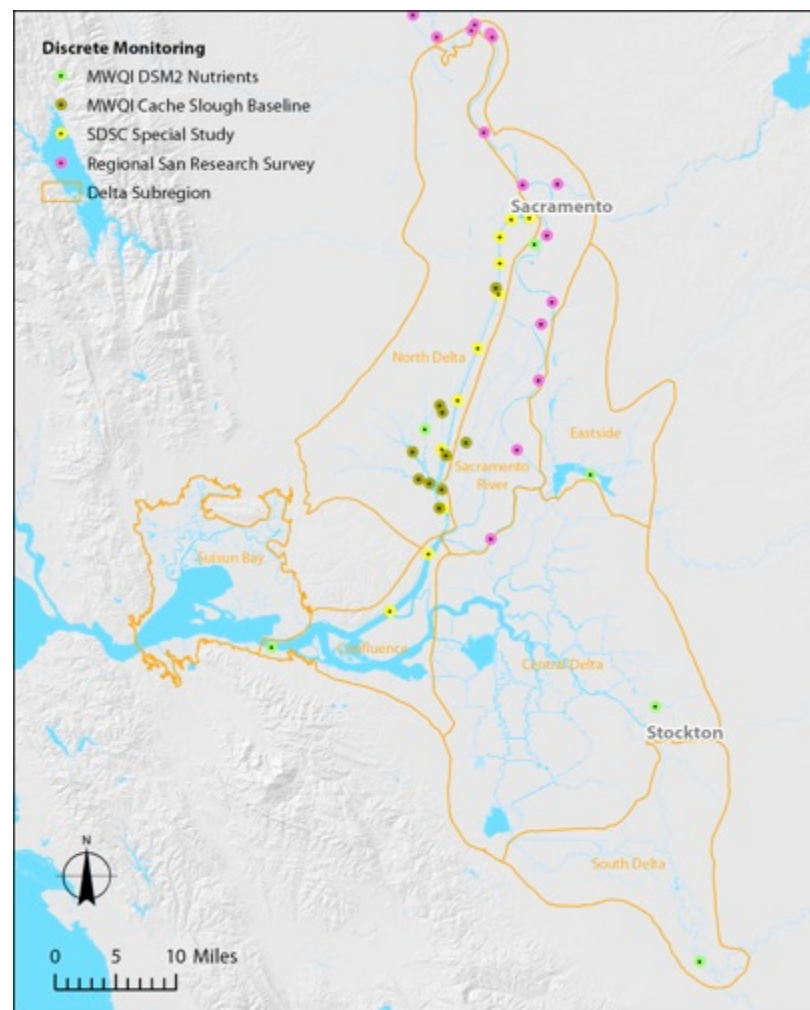 Discrete Monitoring
MWQI DSM2 Nutrients
MWQI Cache Slough Baseline
SDSC Special Study
Regional San Research Survey
Delta Subregion
Sacramento
North Delta
Eastside
Sacramento
River
Suisun Bay
Confluence
Central Delta
Stockton
South Delta
N
0 5 10 Miles